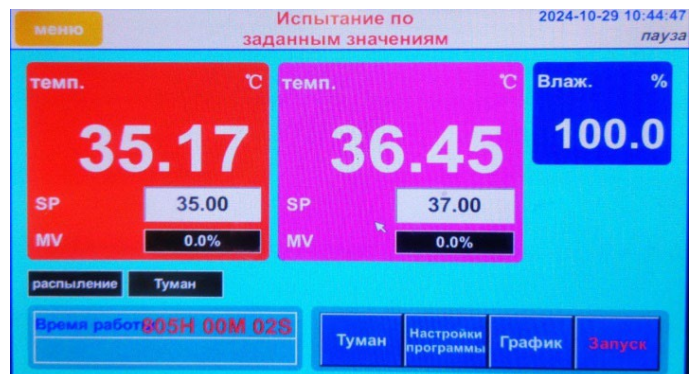 меню
Испытание по
заданным значениям
2024-10-29 10:44:47
пауза
темп. ℃
35.17
SP 35.00
MV 0.0%
темп. ℃
36.45
SP 37.00
MV 0.0%
Влаж. %
100.0
распыление Туман
Время работы 805H 00M 02S
Туман
Настройки
программы
График
Запуск